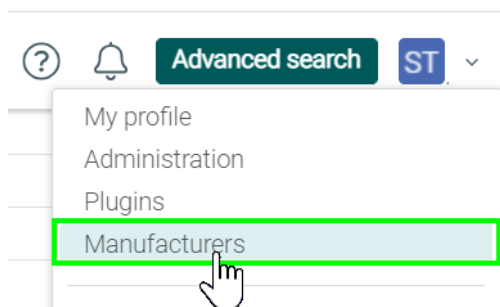 Advanced search ST
My profile
Administration
Plugins
Manufacturers